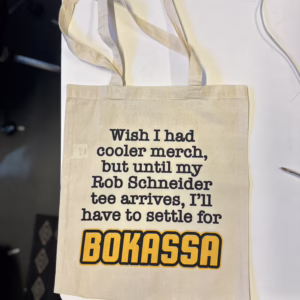 Wish I had
cooler merch,
but until my
Rob Schneider
tee arrives, I'll
have to settle for
BOKASSA